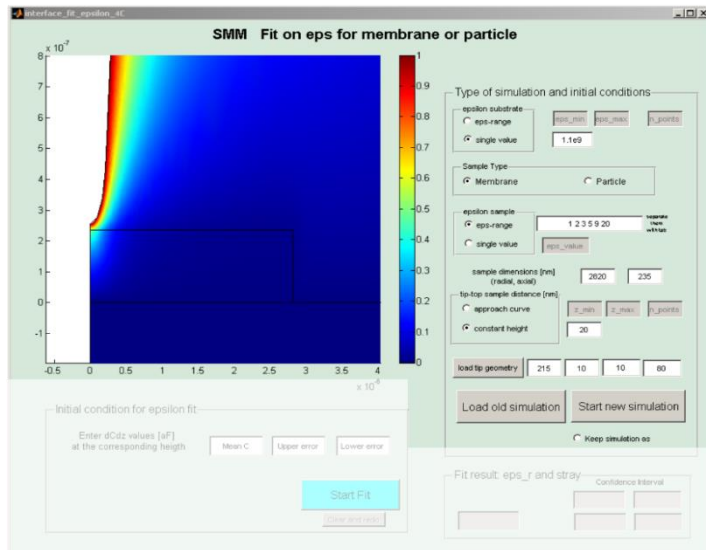 interface_fit_epsilon_4C
SMM Fit on eps for membrane or particle
x 10⁻⁷
8
7
6
5
4
3
2
1
0
-1
-0.5 0 0.5 1 1.5 2 2.5 3 3.5 4
x 10⁻⁶
1
0.9
0.8
0.7
0.6
0.5
0.4
0.3
0.2
0.1
0
Type of simulation and initial conditions
epsilon substrate
eps-range eps_min eps_max n_points
single value 1.1e9
Sample Type
Membrane Particle
epsilon sample
eps-range 1 2 3 5 9 20 separate them with tab
single value eps_value
sample dimensions [nm]
(radial, axial) 2820 235
tip-top sample distance [nm]
approach curve z_min z_max n_points
constant height 20
load tip geometry 215 10 10 60
Load old simulation Start new simulation
Keep simulation as
Initial condition for epsilon fit
Enter dCdz values [aF]
at the corresponding heigth Mean C Upper error Lower error
Start Fit
Fit result: eps_r and stray
Confidence Interval